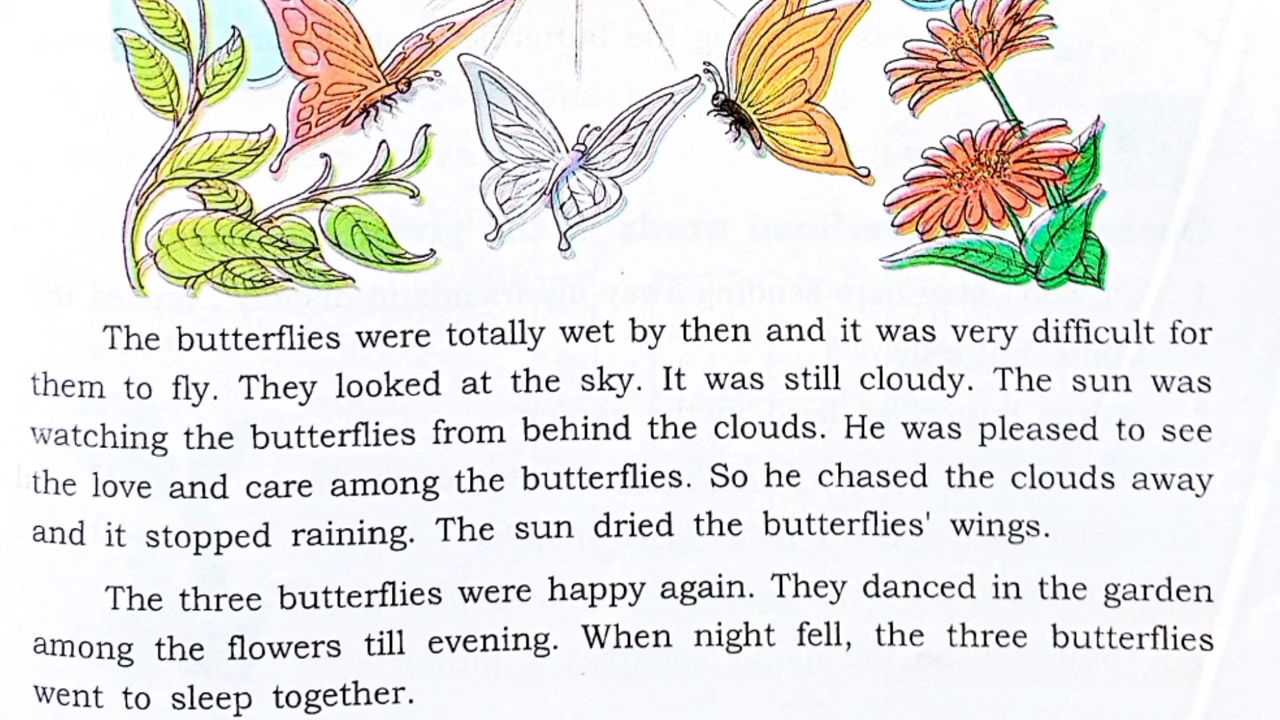 The butterflies were totally wet by then and it was very difficult for
them to fly. They looked at the sky. It was still cloudy. The sun was
watching the butterflies from behind the clouds. He was pleased to see
the love and care among the butterflies. So he chased the clouds away
and it stopped raining. The sun dried the butterflies' wings.
The three butterflies were happy again. They danced in the garden
among the flowers till evening. When night fell, the three butterflies
went to sleep together.